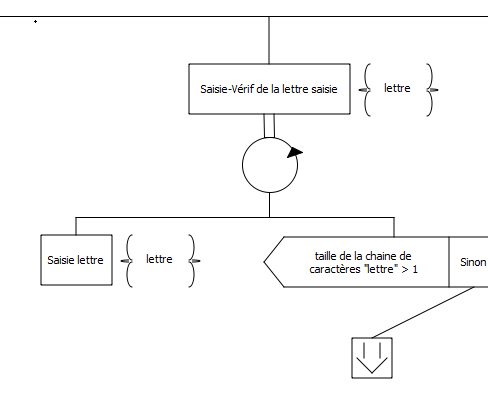 Saisie-Vérif de la lettre saisie
lettre
Saisie lettre
lettre
taille de la chaine de
caractères "lettre" > 1
Sinon